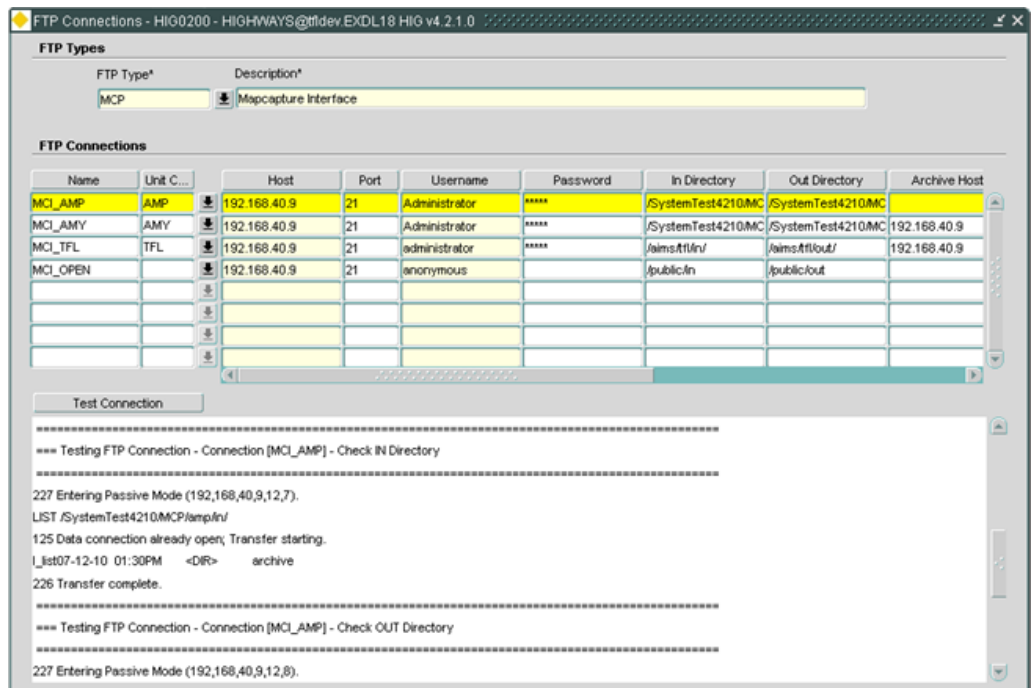 FTP Connections - HIG0200 - HIGHWAYS@tfldev.EXDL18 HIG v4.2.1.0
FTP Types
FTP Type* Description*
MCP Mapcapture Interface
FTP Connections
Name Unit C... Host Port Username Password In Directory Out Directory Archive Host
MCI_AMP AMP 192.168.40.9 21 Administrator ***** /SystemTest4210/MC /SystemTest4210/MC
MCI_AMY AMY 192.168.40.9 21 Administrator ***** /SystemTest4210/MC /SystemTest4210/MC 192.168.40.9
MCI_TFL TFL 192.168.40.9 21 administrator ***** /aims/tfl/in/ /aims/tfl/out/ 192.168.40.9
MCI_OPEN 192.168.40.9 21 anonymous /public/in /public/out
Test Connection
=== Testing FTP Connection - Connection [MCI_AMP] - Check IN Directory
227 Entering Passive Mode (192,168,40,9,12,7).
LIST /SystemTest4210/MCP/amp/in/
125 Data connection already open; Transfer starting.
l_list07-12-10 01:30PM <DIR> archive
226 Transfer complete.
=== Testing FTP Connection - Connection [MCI_AMP] - Check OUT Directory
227 Entering Passive Mode (192,168,40,9,12,8).